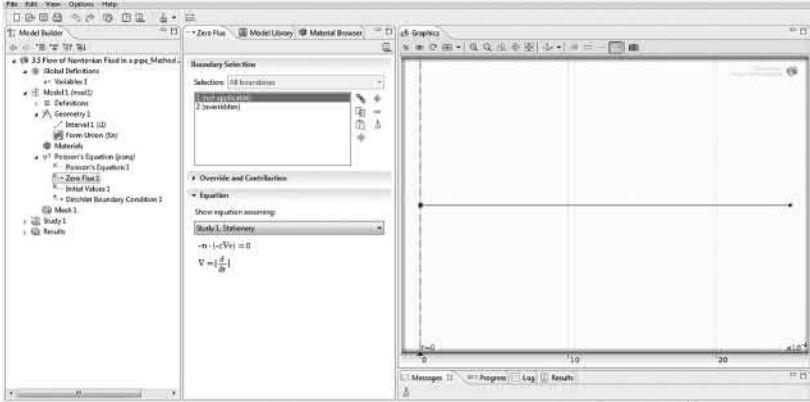 File Edit View Options Help
Model Builder
3.5 Flow of Newtonian Fluid in a pipe_Method...
Global Definitions
Variables 1
Model 1 (mod1)
Definitions
Geometry 1
Interval 1 (i1)
Form Union (fin)
Materials
Poisson's Equation (poeq)
Poisson's Equation 1
Zero Flux 1
Initial Values 1
Dirichlet Boundary Condition 1
Mesh 1
Study 1
Results
Zero Flux
Model Library
Material Browser
Boundary Selection
Selection: All boundaries
1 (not applicable)
2 (overridden)
Override and Contribution
Equation
Show equation assuming:
Study 1, Stationary
-n · (-c∇v) = 0
∇ = [d/dr]
Graphics
r=0
×10⁻⁴
0 10 20
Messages
Progress
Log
Results